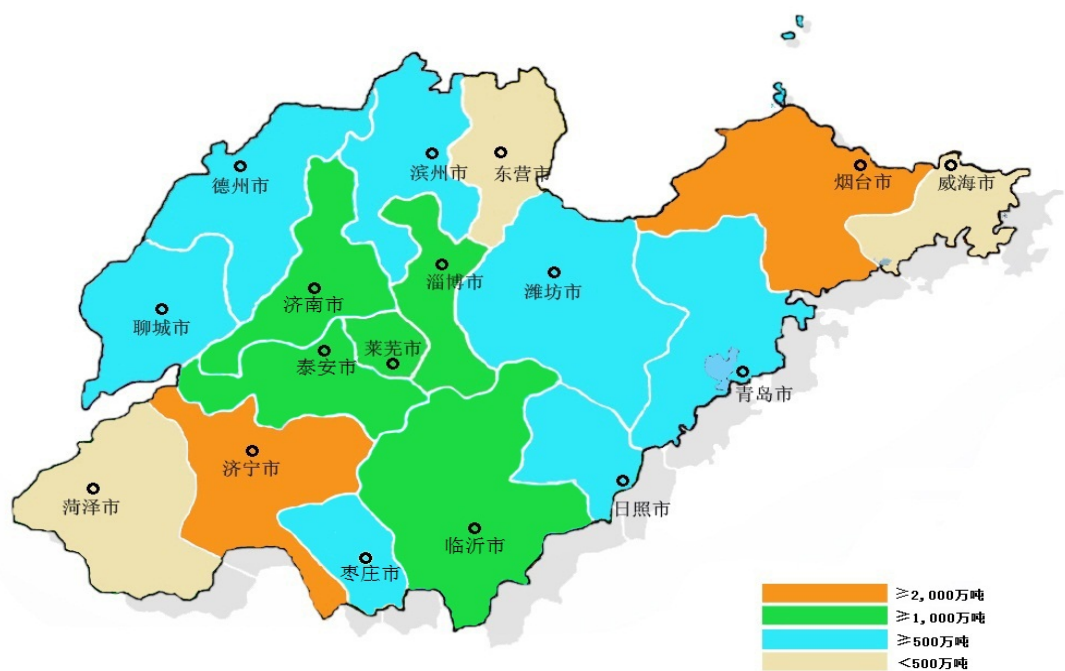 滨州市
东营市
德州市
烟台市
威海市
淄博市
潍坊市
济南市
聊城市
莱芜市
泰安市
青岛市
济宁市
菏泽市
日照市
临沂市
枣庄市
≥2,000万吨
≥1,000万吨
≥500万吨
<500万吨